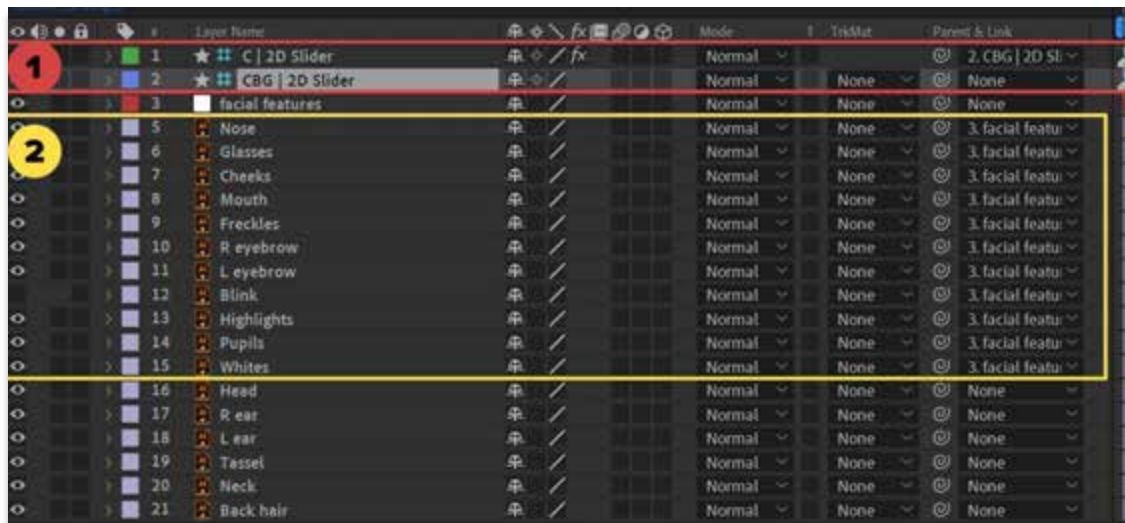 # Layer Name fx Mode T TrkMat Parent & Link
1 1 C | 2D Slider fx Normal 2. CBG | 2D Sli
2 CBG | 2D Slider Normal None None
3 facial features Normal None None
2 5 Nose Normal None 3. facial featu
6 Glasses Normal None 3. facial featu
7 Cheeks Normal None 3. facial featu
8 Mouth Normal None 3. facial featu
9 Freckles Normal None 3. facial featu
10 R eyebrow Normal None 3. facial featu
11 L eyebrow Normal None 3. facial featu
12 Blink Normal None 3. facial featu
13 Highlights Normal None 3. facial featu
14 Pupils Normal None 3. facial featu
15 Whites Normal None 3. facial featu
16 Head Normal None None
17 R ear Normal None None
18 L ear Normal None None
19 Tassel Normal None None
20 Neck Normal None None
21 Back hair Normal None None